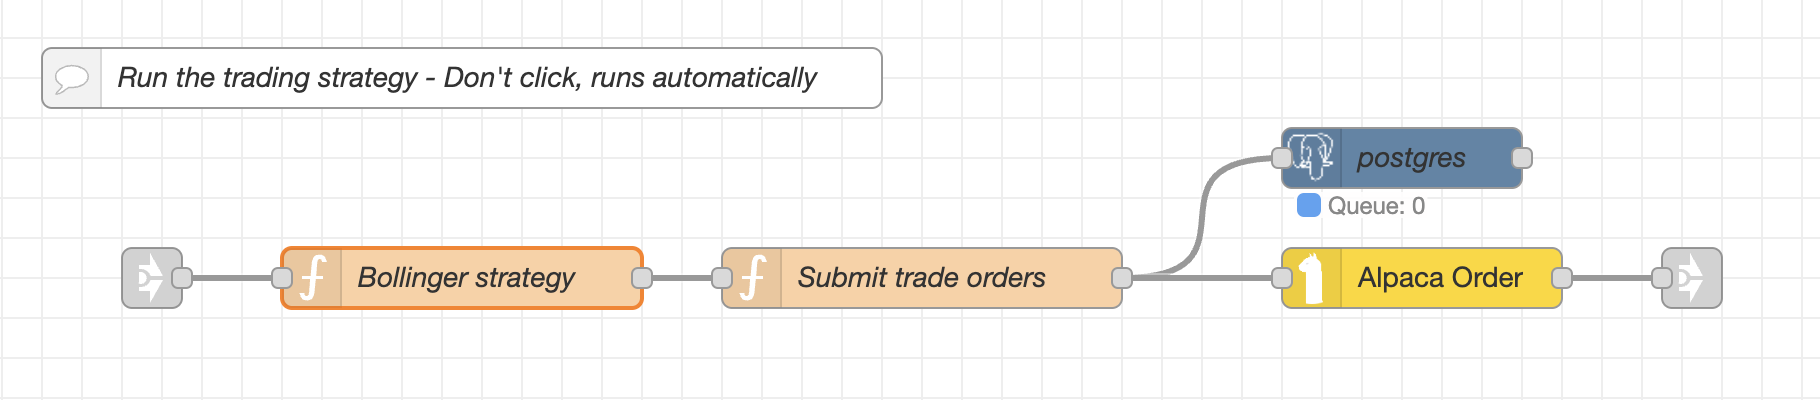 Run the trading strategy - Don't click, runs automatically
postgres
Queue: 0
Bollinger strategy
Submit trade orders
Alpaca Order